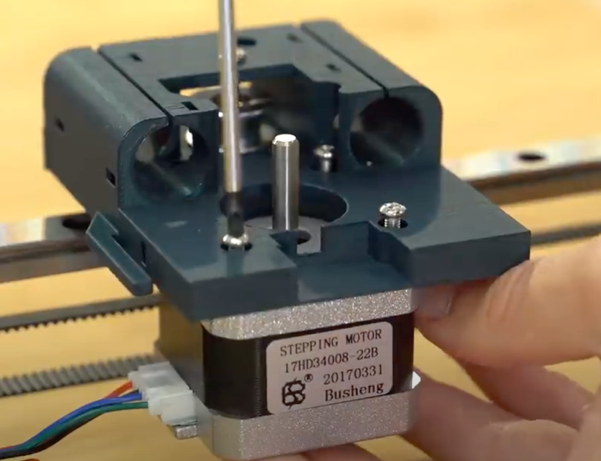 STEPPING MOTOR
17HD34008-22B
® 20170331
Busheng